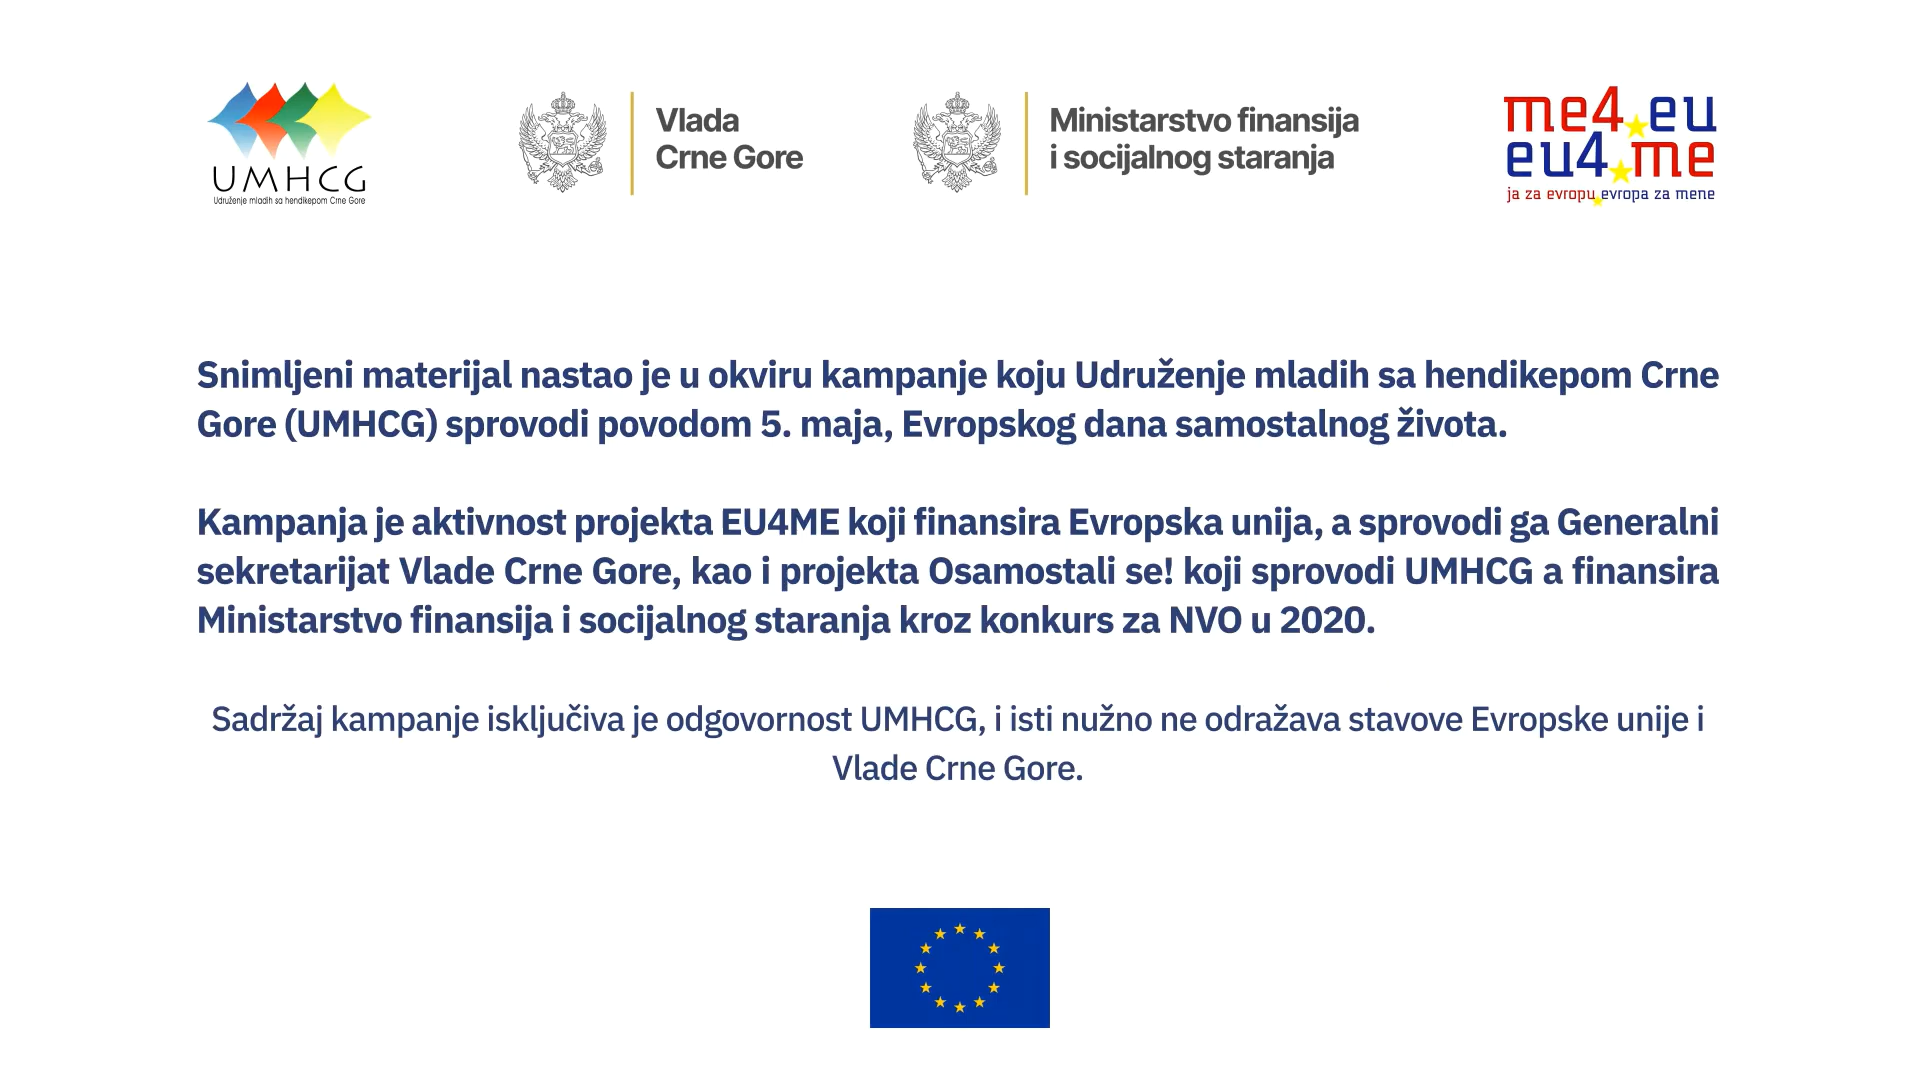 UMHCG
Udruženje mladih sa hendikepom Crne Gore
Vlada
Crne Gore
Ministarstvo finansija
i socijalnog staranja
me4eu
eu4me
ja za evropu evropa za mene
Snimljeni materijal nastao je u okviru kampanje koju Udruženje mladih sa hendikepom Crne
Gore (UMHCG) sprovodi povodom 5. maja, Evropskog dana samostalnog života.
Kampanja je aktivnost projekta EU4ME koji finansira Evropska unija, a sprovodi ga Generalni
sekretarijat Vlade Crne Gore, kao i projekta Osamostali se! koji sprovodi UMHCG a finansira
Ministarstvo finansija i socijalnog staranja kroz konkurs za NVO u 2020.
Sadržaj kampanje isključiva je odgovornost UMHCG, i isti nužno ne odražava stavove Evropske unije i
Vlade Crne Gore.